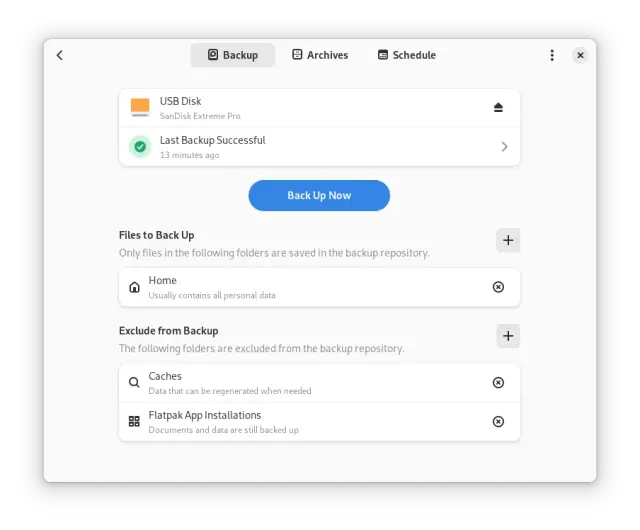 Backup
Archives
Schedule
USB Disk
SanDisk Extreme Pro
Last Backup Successful
13 minutes ago
Back Up Now
Files to Back Up
Only files in the following folders are saved in the backup repository.
Home
Usually contains all personal data
Exclude from Backup
The following folders are excluded from the backup repository.
Caches
Data that can be regenerated when needed
Flatpak App Installations
Documents and data are still backed up